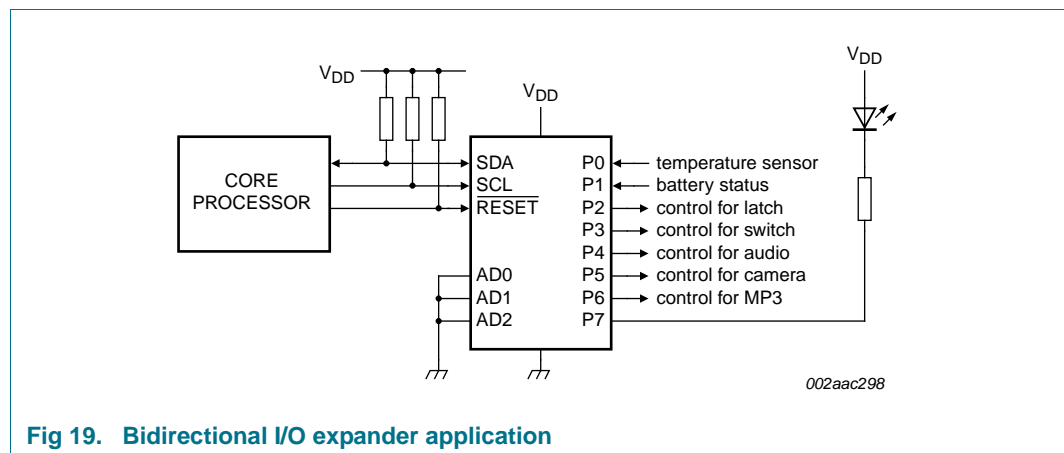 VDD
VDD
VDD
CORE
PROCESSOR
SDA
SCL
RESET
AD0
AD1
AD2
P0
P1
P2
P3
P4
P5
P6
P7
temperature sensor
battery status
control for latch
control for switch
control for audio
control for camera
control for MP3
002aac298
Fig 19. Bidirectional I/O expander application